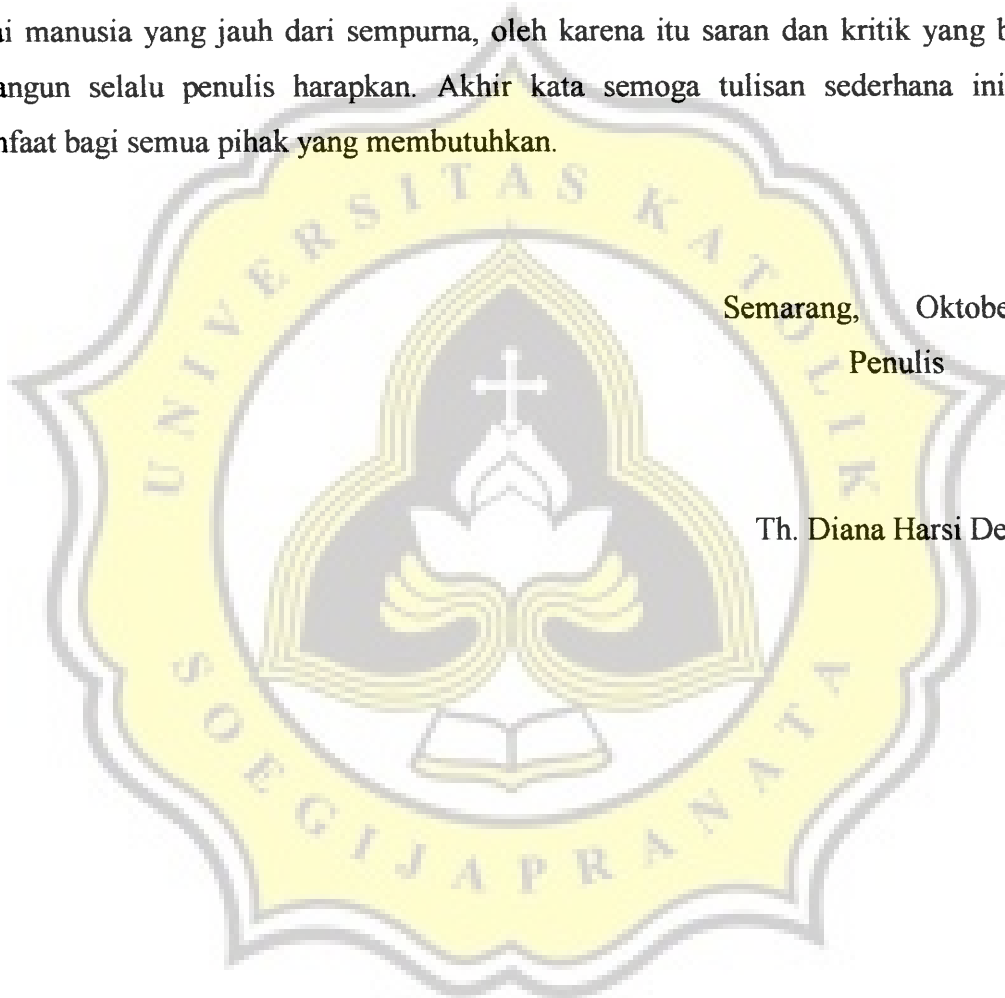 ai manusia yang jauh dari sempurna, oleh karena itu saran dan kritik yang b
angun selalu penulis harapkan. Akhir kata semoga tulisan sederhana ini
nfaat bagi semua pihak yang membutuhkan.
UNIVERSITAS KATOLIK
Semarang, Oktobe
Penulis
Th. Diana Harsi De
SOEGIJAPRANATA